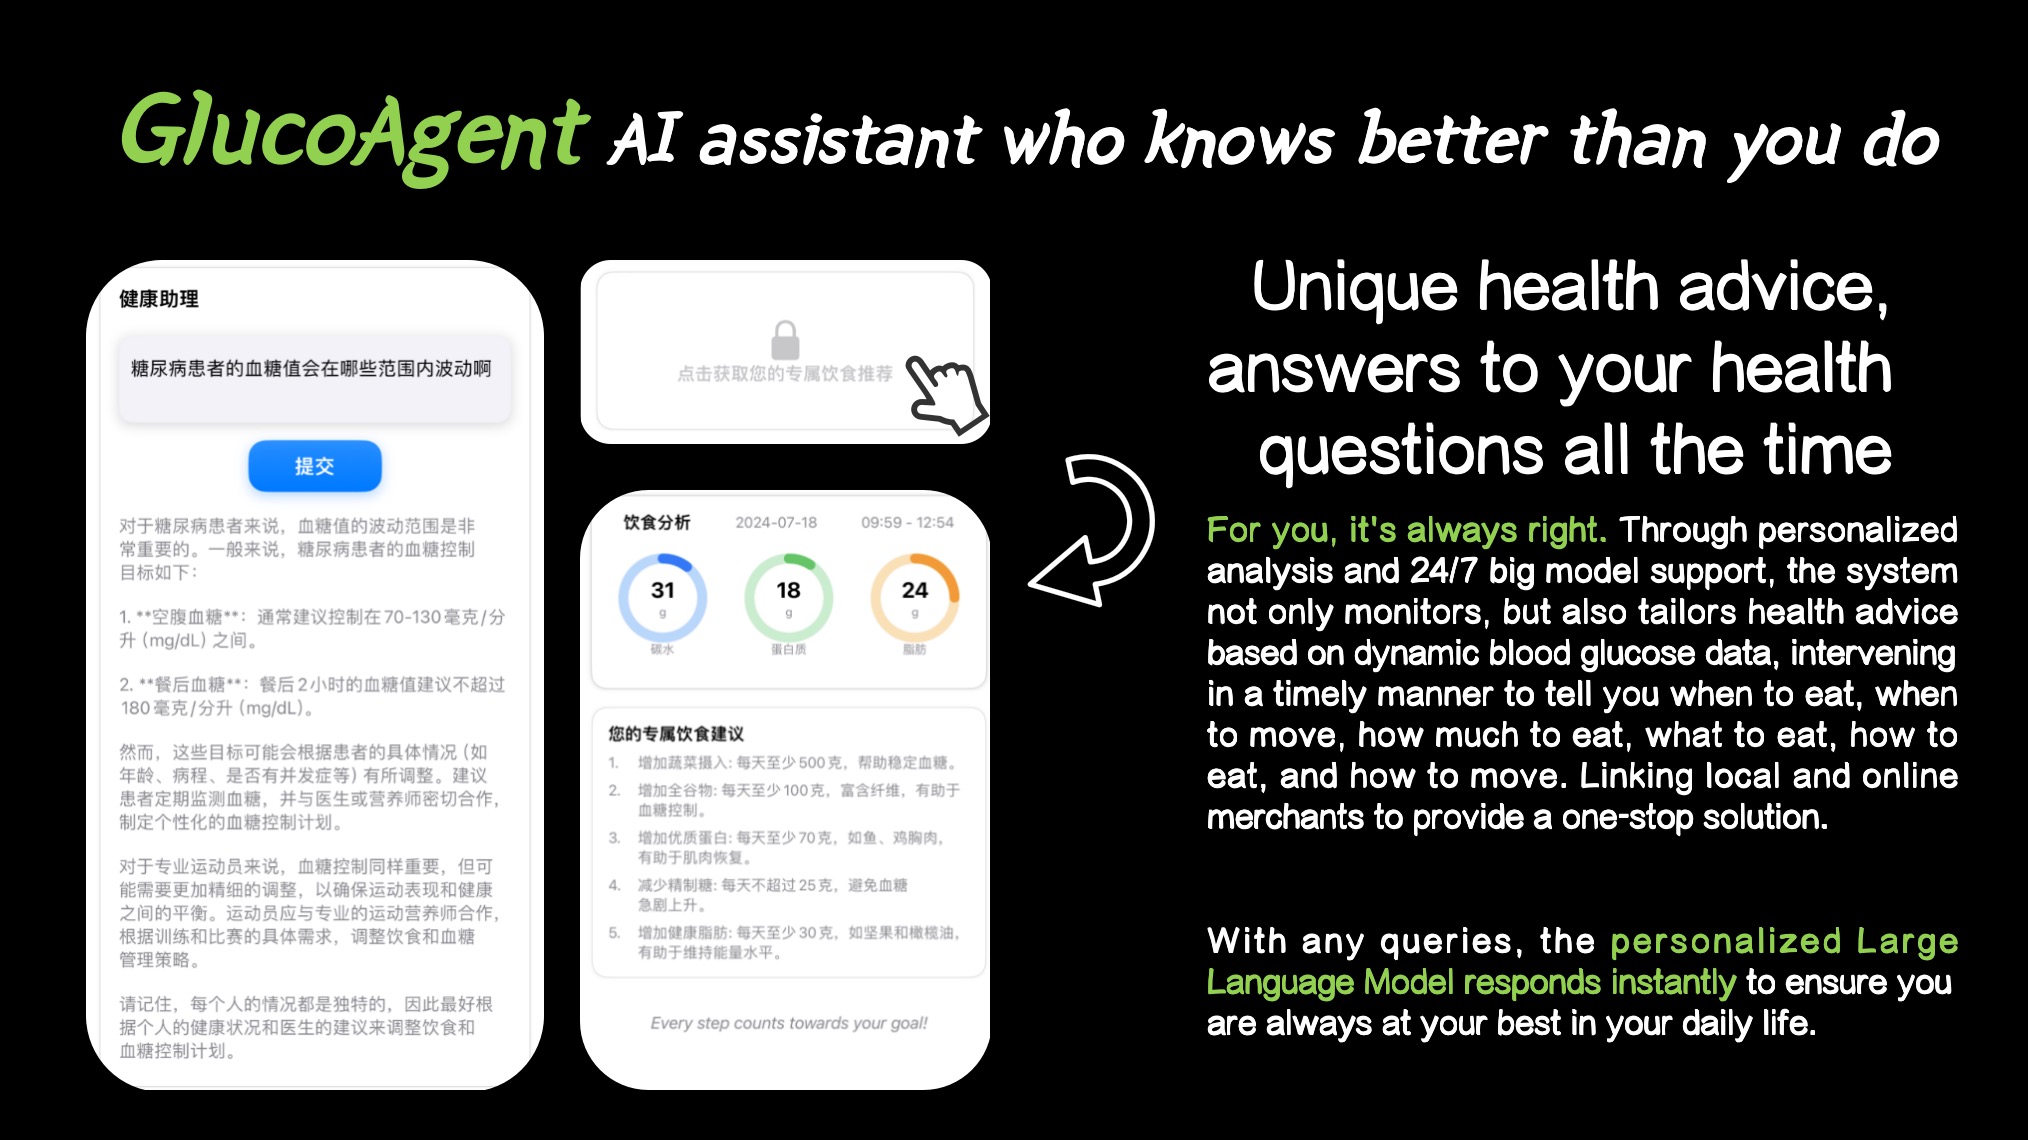 GlucoAgent AI assistant who knows better than you do
健康助理
糖尿病患者的血糖值会在哪些范围内波动啊
提交
对于糖尿病患者来说，血糖值的波动范围是非
常重要的。一般来说，糖尿病患者的血糖控制
目标如下：
1. **空腹血糖**：通常建议控制在 70-130 毫克/分
升 (mg/dL) 之间。
2. **餐后血糖**：餐后 2 小时的血糖值建议不超过
180 毫克/分升 (mg/dL)。
然而，这些目标可能会根据患者的具体情况（如
年龄、病程、是否有并发症等）有所调整。建议
患者定期监测血糖，并与医生或营养师密切合作，
制定个性化的血糖控制计划。
对于专业运动员来说，血糖控制同样重要，但可
能需要更加精细的调整，以确保运动表现和健康
之间的平衡。运动员应与专业的运动营养师合作，
根据训练和比赛的具体需求，调整饮食和血糖
管理策略。
请记住，每个人的情况都是独特的，因此最好根
据个人的健康状况和医生的建议来调整饮食和
血糖控制计划。
点击获取您的专属饮食推荐
饮食分析 2024-07-18 09:59 - 12:54
31 18 24
g g g
碳水 蛋白质 脂肪
您的专属饮食建议
1. 增加蔬菜摄入: 每天至少 500 克，帮助稳定血糖。
2. 增加全谷物: 每天至少 100 克，富含纤维，有助于
血糖控制。
3. 增加优质蛋白: 每天至少 70 克，如鱼、鸡胸肉，
有助于肌肉恢复。
4. 减少精制糖: 每天不超过 25 克，避免血糖
急剧上升。
5. 增加健康脂肪: 每天至少 30 克，如坚果和橄榄油，
有助于维持能量水平。
Every step counts towards your goal!
Unique health advice,
answers to your health
questions all the time
For you, it's always right. Through personalized
analysis and 24/7 big model support, the system
not only monitors, but also tailors health advice
based on dynamic blood glucose data, intervening
in a timely manner to tell you when to eat, when
to move, how much to eat, what to eat, how to
eat, and how to move. Linking local and online
merchants to provide a one-stop solution.
With any queries, the personalized Large
Language Model responds instantly to ensure you
are always at your best in your daily life.